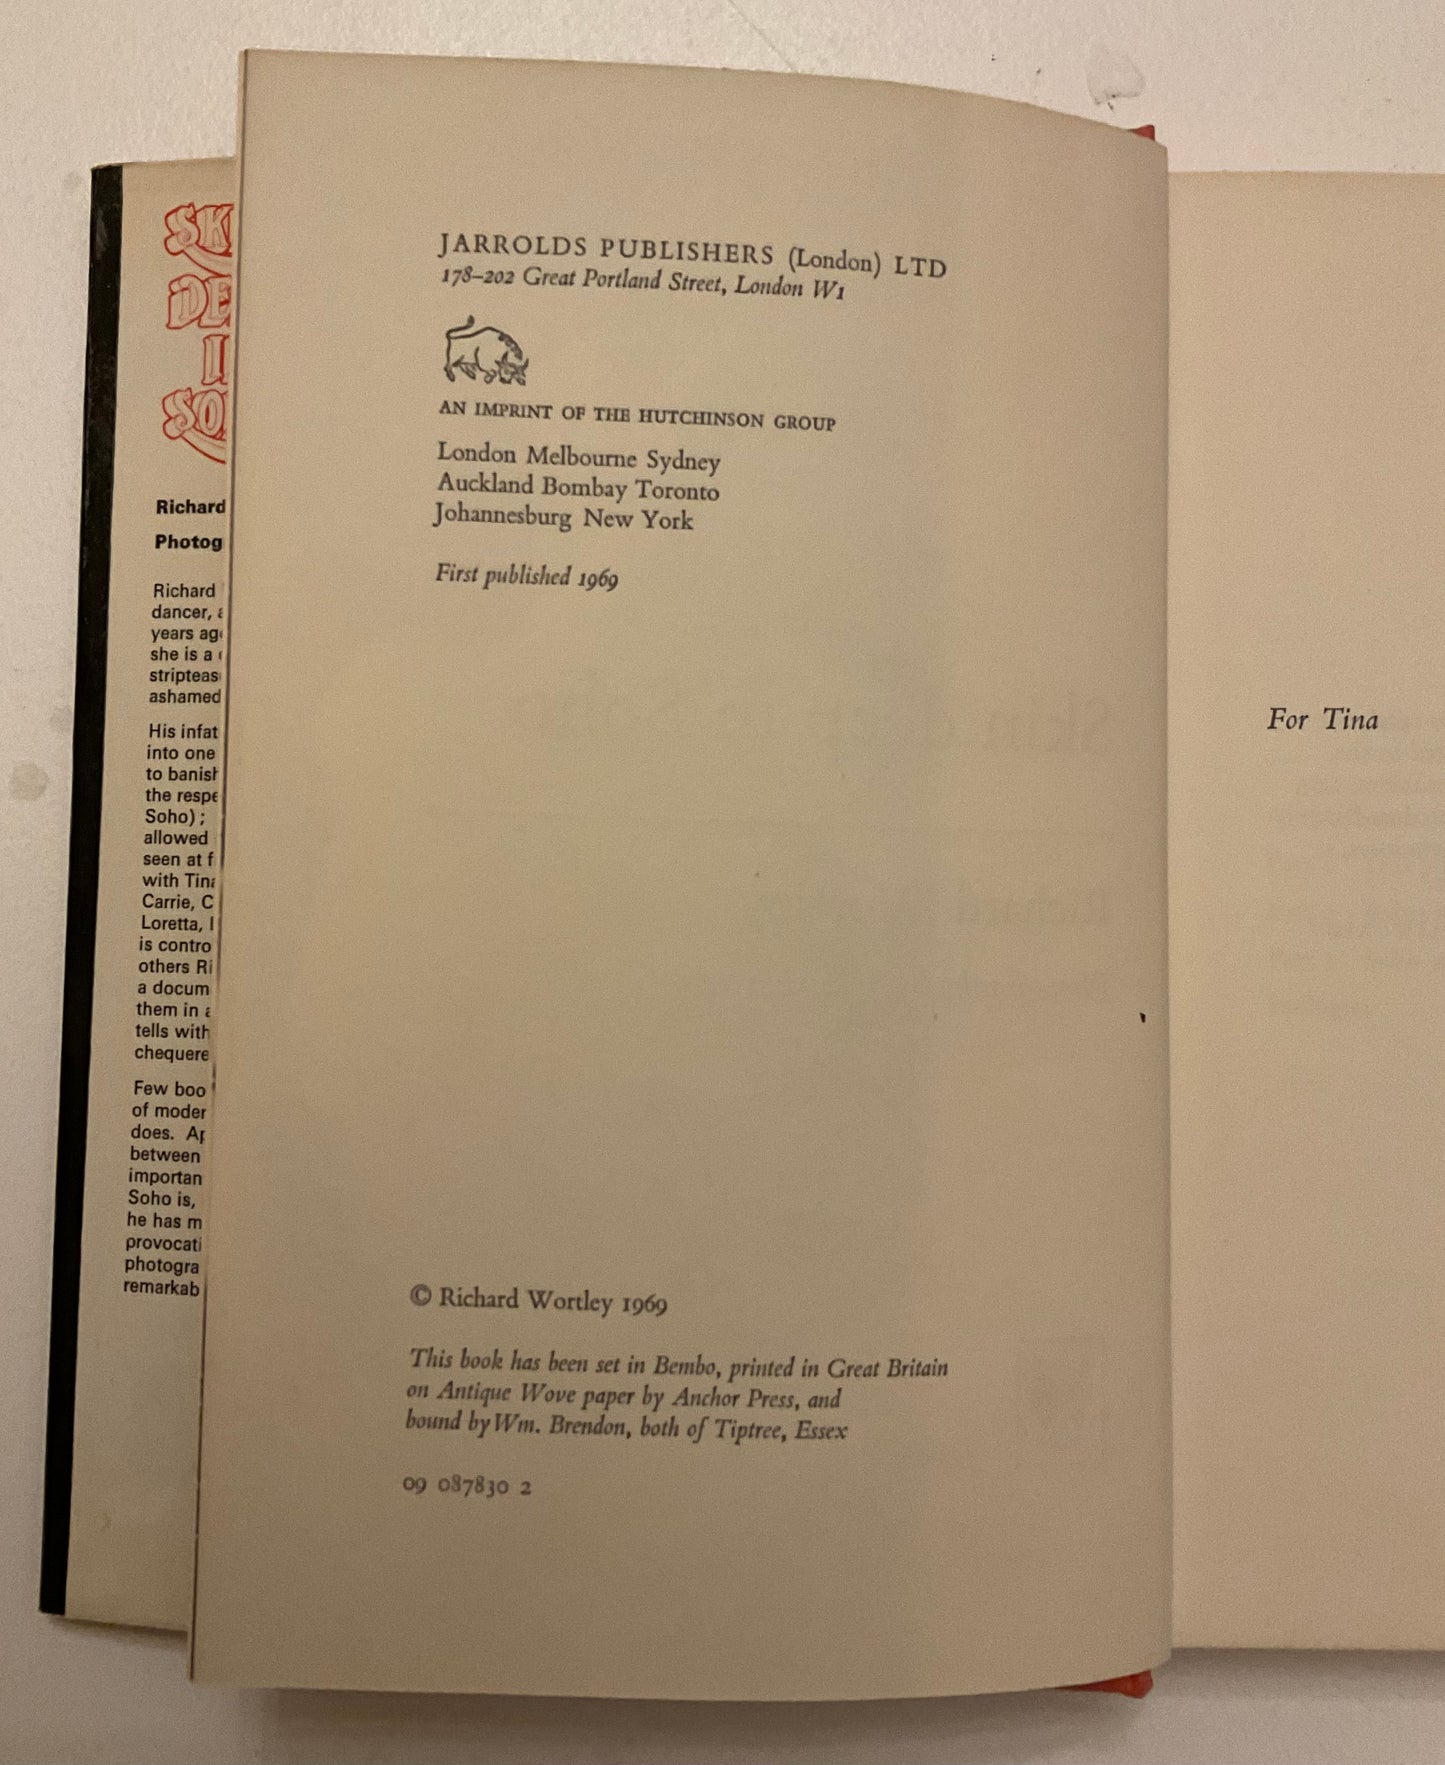 Richard
Photog
Richard
dancer,
years
she is a
striptease
ashamed
His infat
into one
to banish
the respe
Soho);
allowed
seen at f
with Tina
Carrie, C
Loretta,
is contro
others Ri
a docum
them in a
tells with
chequere
Few boo
of moder
does.
between
importan
Soho is,
he has m
provocati
photogra
remarkab
JARROLDS PUBLISHERS (London) LTD
178–202 Great Portland Street, London W1
AN IMPRINT OF THE HUTCHINSON GROUP
London Melbourne Sydney
Auckland Bombay Toronto
Johannesburg New York
First published 1969
© Richard Wortley 1969
This book has been set in Bembo, printed in Great Britain
on Antique Wove paper by Anchor Press, and
bound by Wm. Brendon, both of Tiptree, Essex
09 087830 2
For Tina